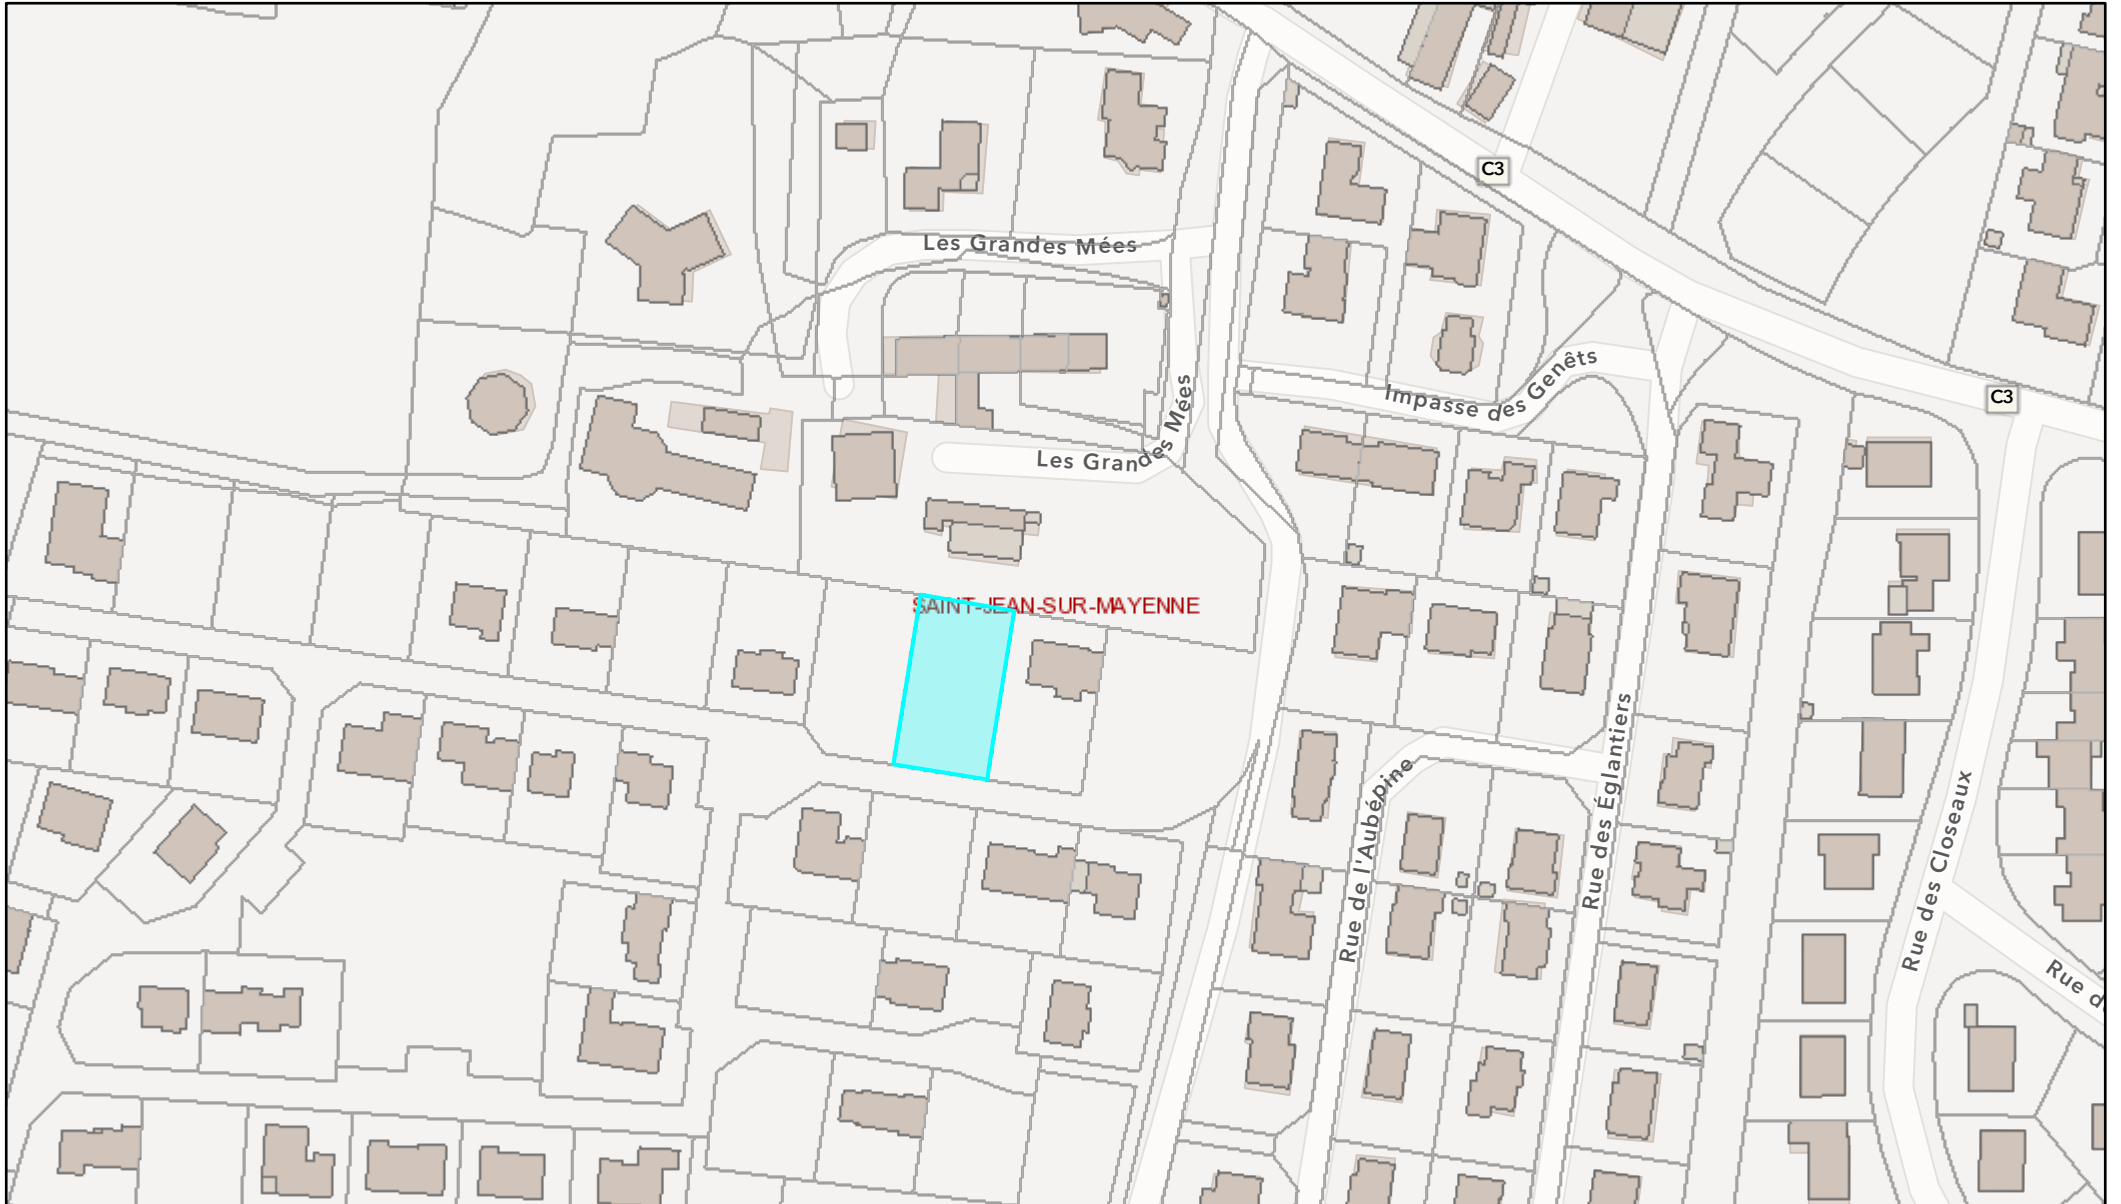 C3
Les Grandes Mées
Impasse des Genêts
C3
Les Grandes Mées
SAINT-JEAN-SUR-MAYENNE
Rue de l'Aubépine
Rue des Églantiers
Rue des Closeaux
Rue d